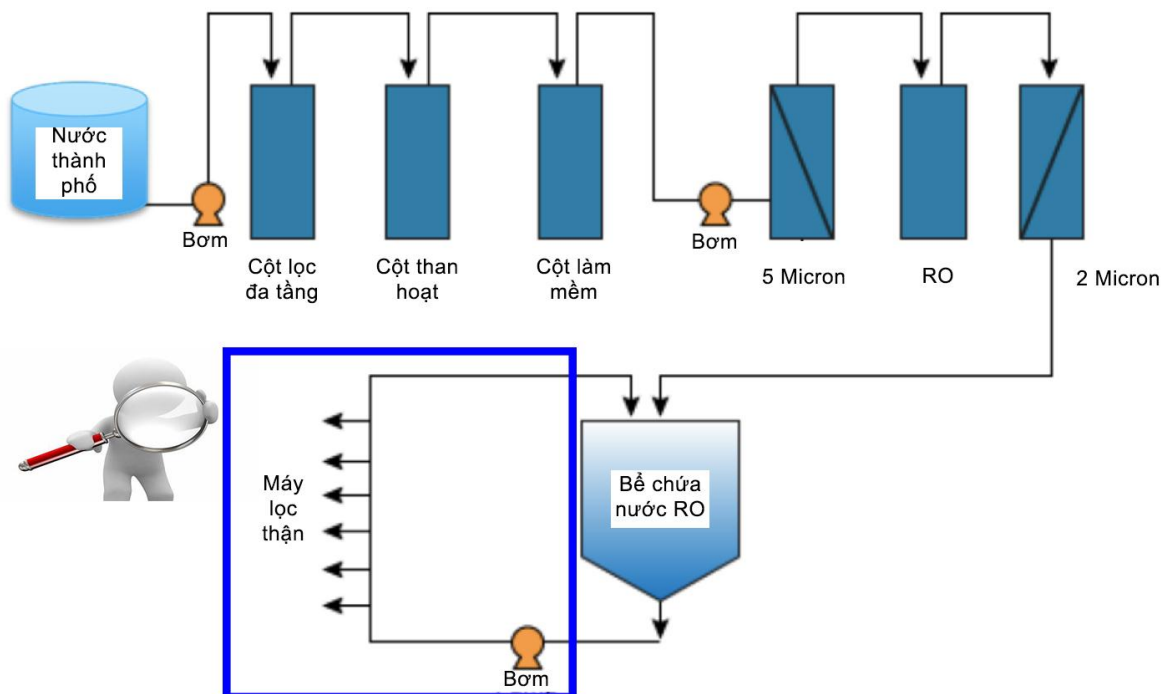 Nước
thành
phố
Bơm
Cột lọc
đa tầng
Cột than
hoạt
Cột làm
mềm
Bơm
5 Micron
RO
2 Micron
Máy
lọc
thận
Bể chứa
nước RO
Bơm